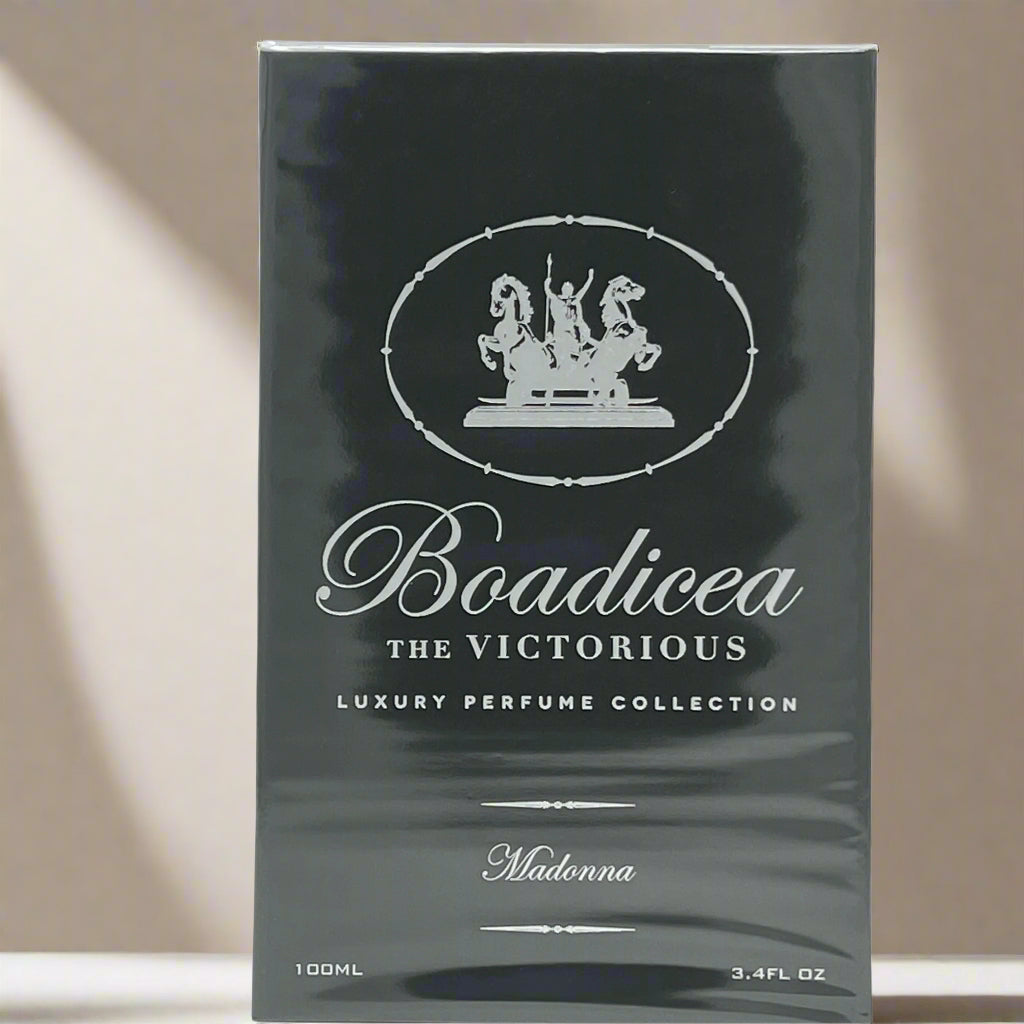 Boadicea
THE VICTORIOUS
LUXURY PERFUME COLLECTION
Madonna
100ML 3.4FL OZ